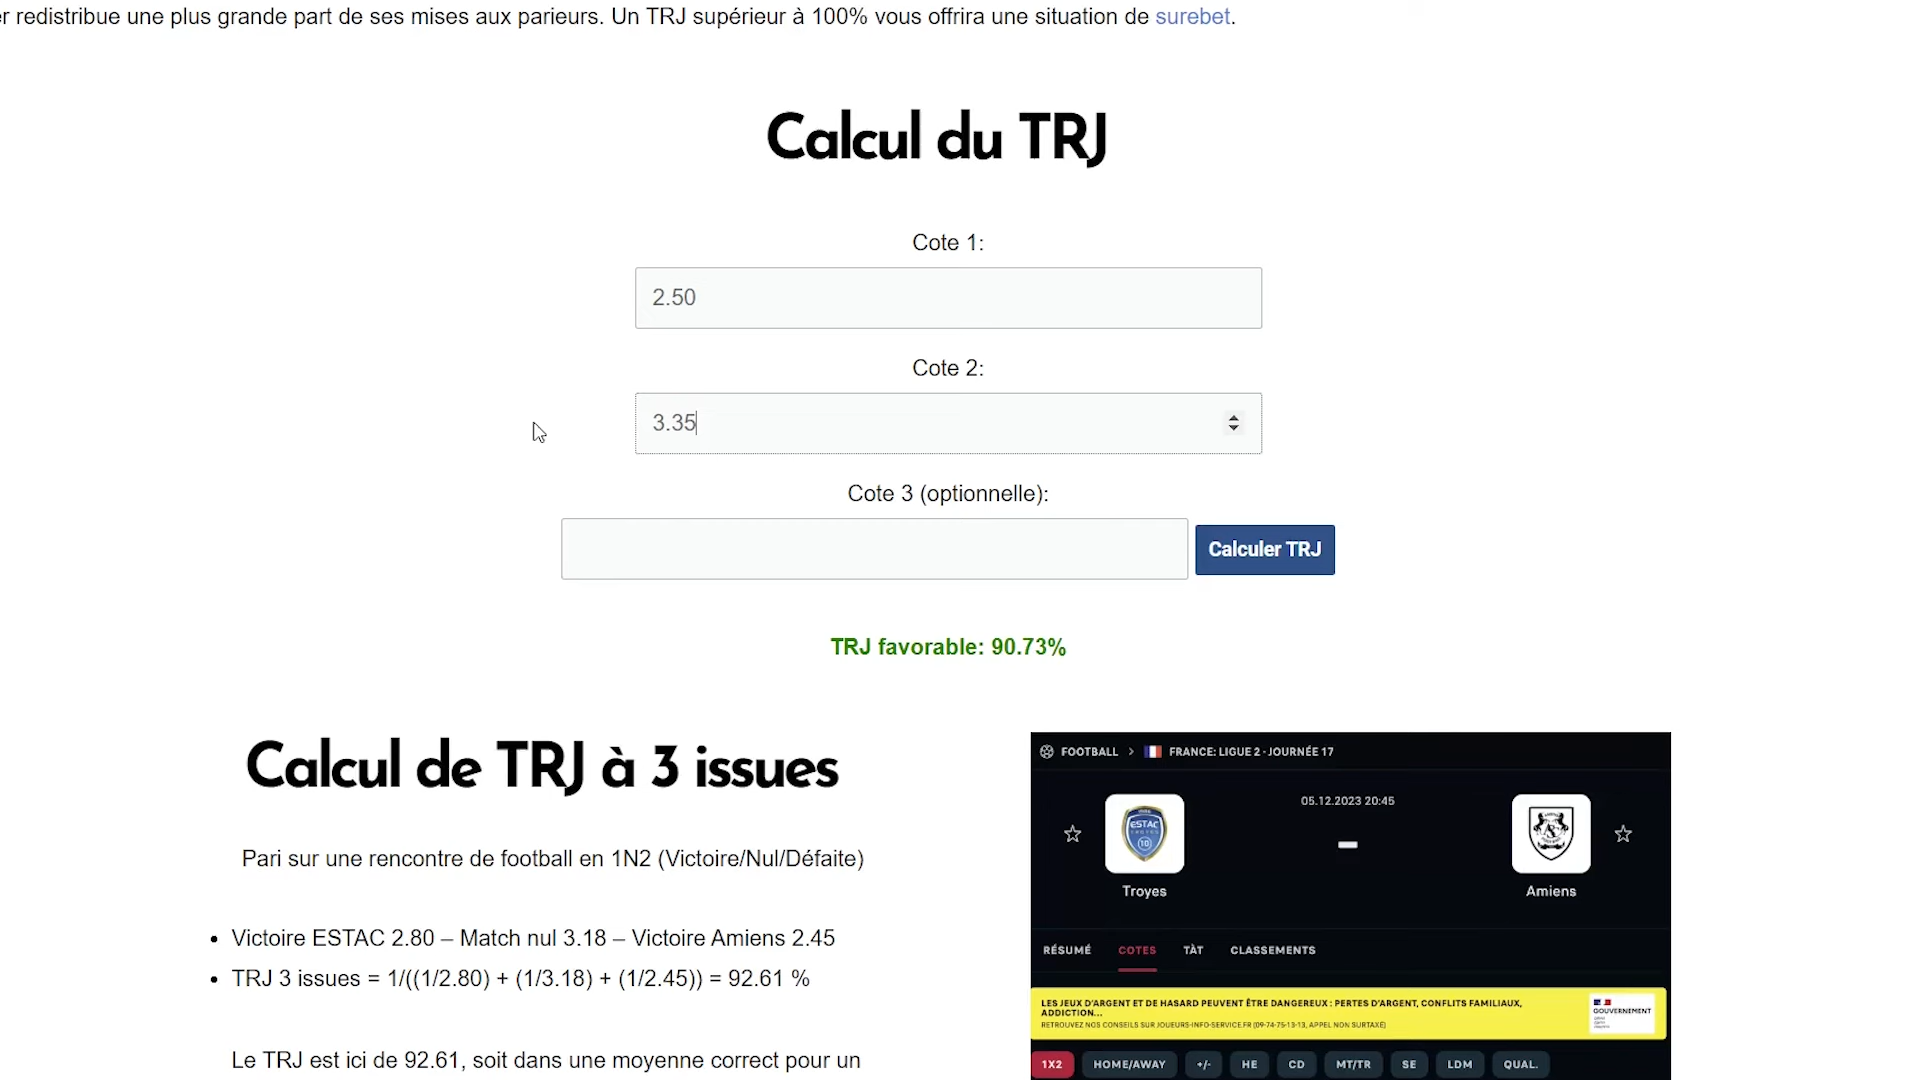 er redistribue une plus grande part de ses mises aux parieurs. Un TRJ supérieur à 100% vous offrira une situation de surebet.
Calcul du TRJ
Cote 1:
2.50
Cote 2:
3.35
Cote 3 (optionnelle):
Calculer TRJ
TRJ favorable: 90.73%
Calcul de TRJ à 3 issues
Pari sur une rencontre de football en 1N2 (Victoire/Nul/Défaite)
• Victoire ESTAC 2.80 – Match nul 3.18 – Victoire Amiens 2.45
• TRJ 3 issues = 1/((1/2.80) + (1/3.18) + (1/2.45)) = 92.61 %
Le TRJ est ici de 92.61, soit dans une moyenne correct pour un
FOOTBALL > FRANCE: LIGUE 2 - JOURNÉE 17
05.12.2023 20:45
ESTAC
Troyes
Amiens
RÉSUMÉ COTES TÀT CLASSEMENTS
LES JEUX D'ARGENT ET DE HASARD PEUVENT ÊTRE DANGEREUX : PERTES D'ARGENT, CONFLITS FAMILIAUX,
ADDICTION...
RETROUVEZ NOS CONSEILS SUR JOUEURS-INFO-SERVICE.FR (09-74-75-13-13, APPEL NON SURTAXÉ)
GOUVERNEMENT
1X2 HOME/AWAY +/- HE CD MT/TR SE LDM QUAL.